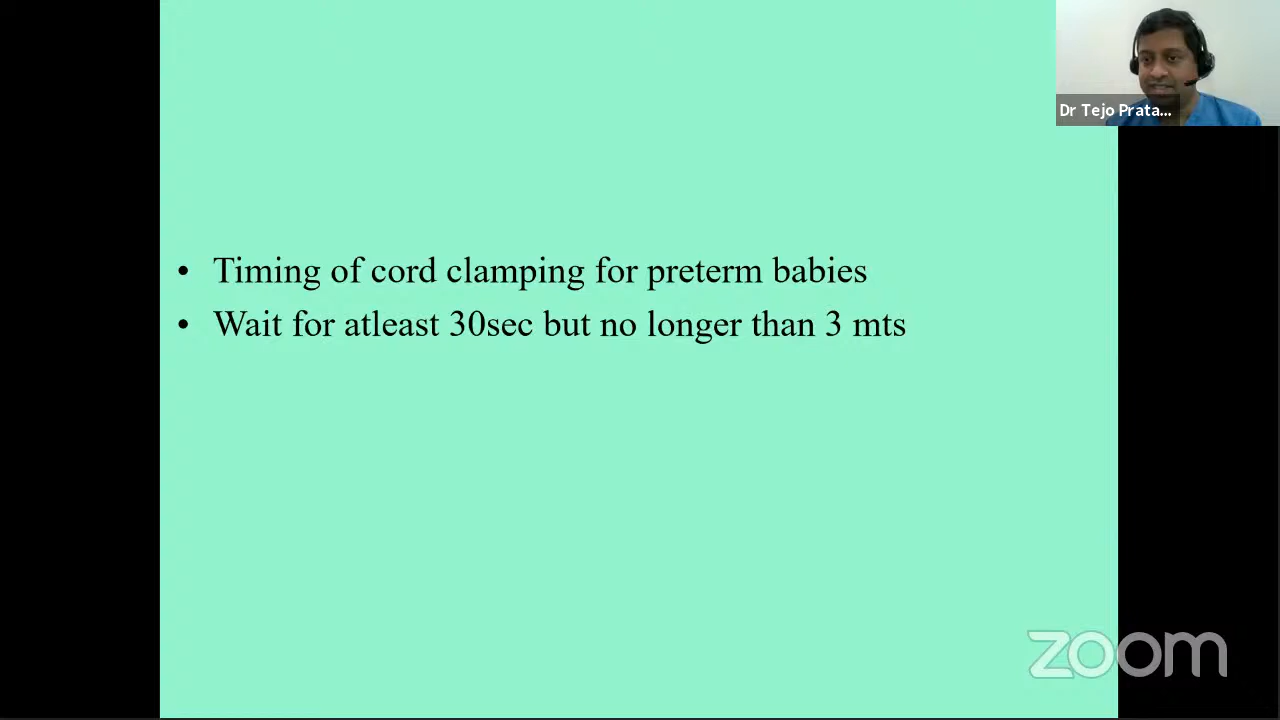 Dr Tejo Prata...
• Timing of cord clamping for preterm babies
• Wait for atleast 30sec but no longer than 3 mts
zoom